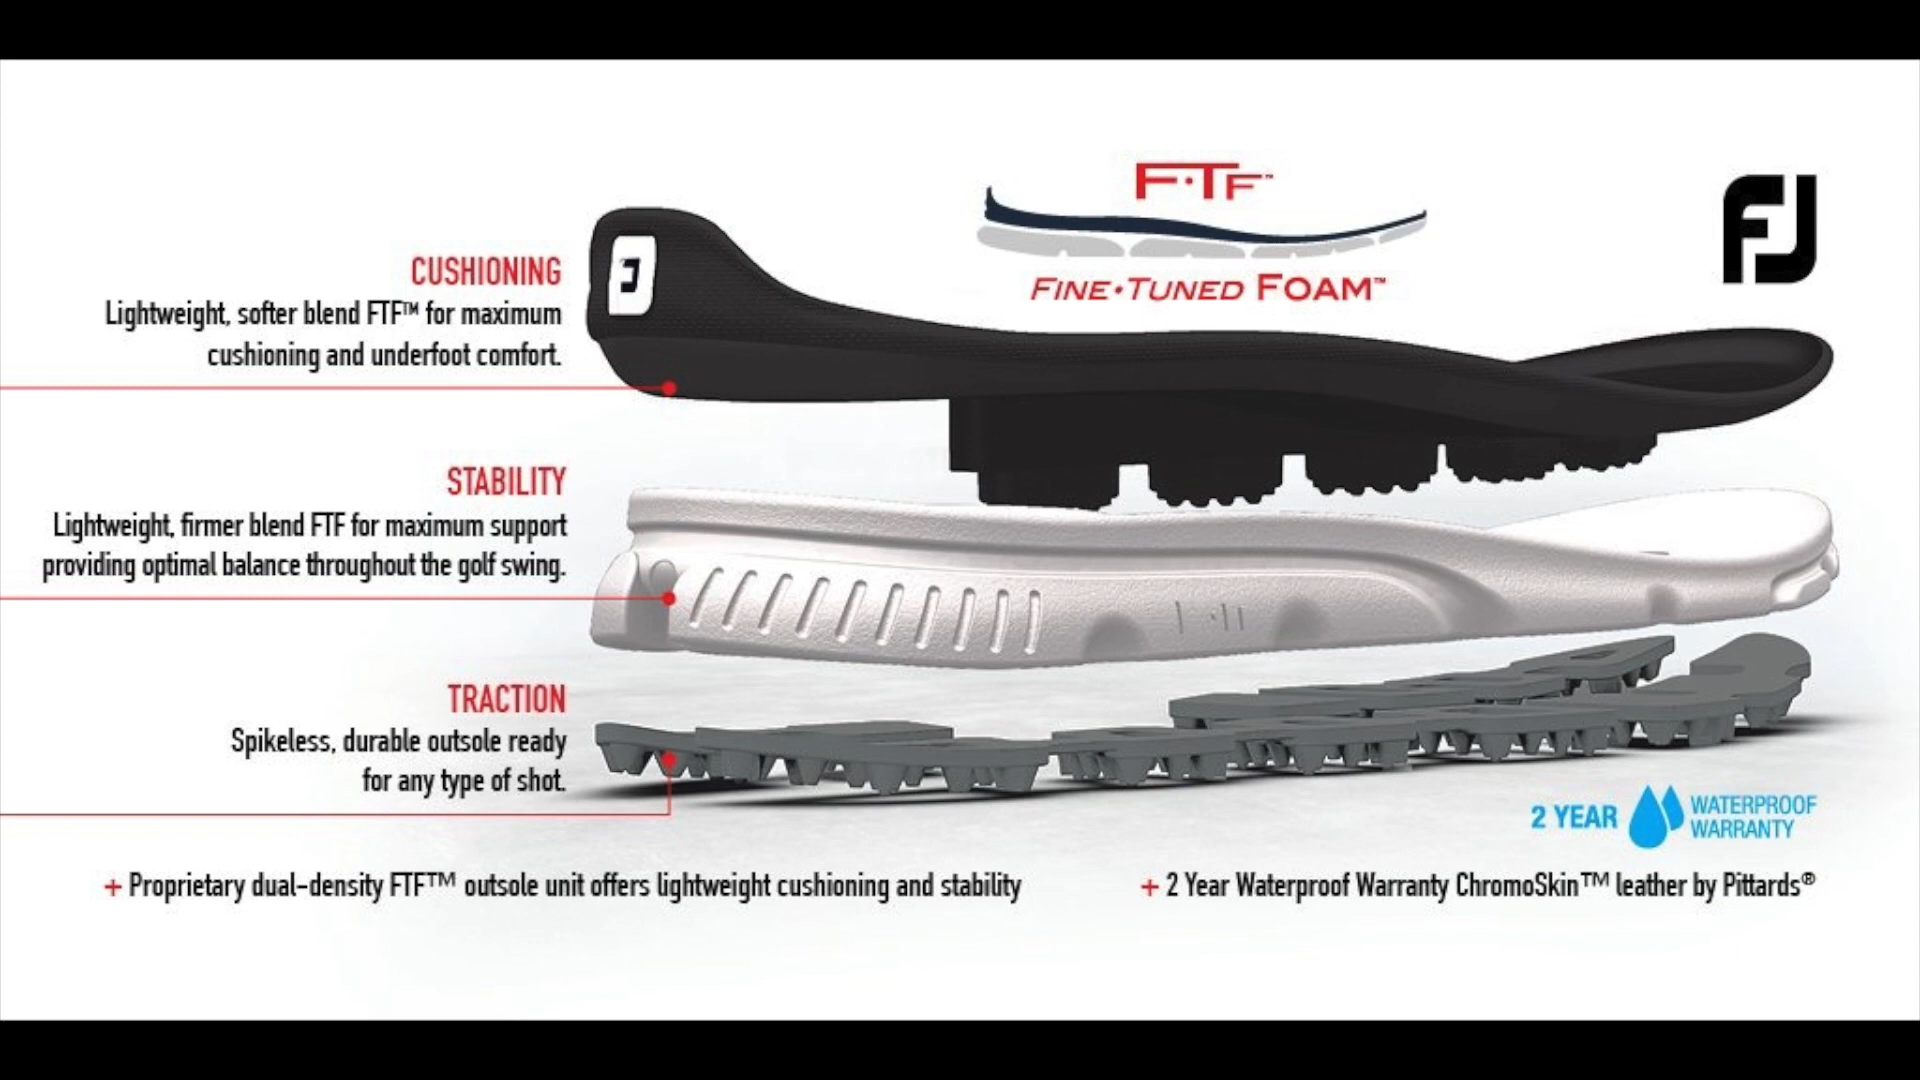 F•TF™
FINE•TUNED FOAM™
FJ
CUSHIONING
Lightweight, softer blend FTF™ for maximum
cushioning and underfoot comfort.
STABILITY
Lightweight, firmer blend FTF for maximum support
providing optimal balance throughout the golf swing.
TRACTION
Spikeless, durable outsole ready
for any type of shot.
2 YEAR
WATERPROOF
WARRANTY
+ Proprietary dual-density FTF™ outsole unit offers lightweight cushioning and stability
+ 2 Year Waterproof Warranty ChromoSkin™ leather by Pittards®